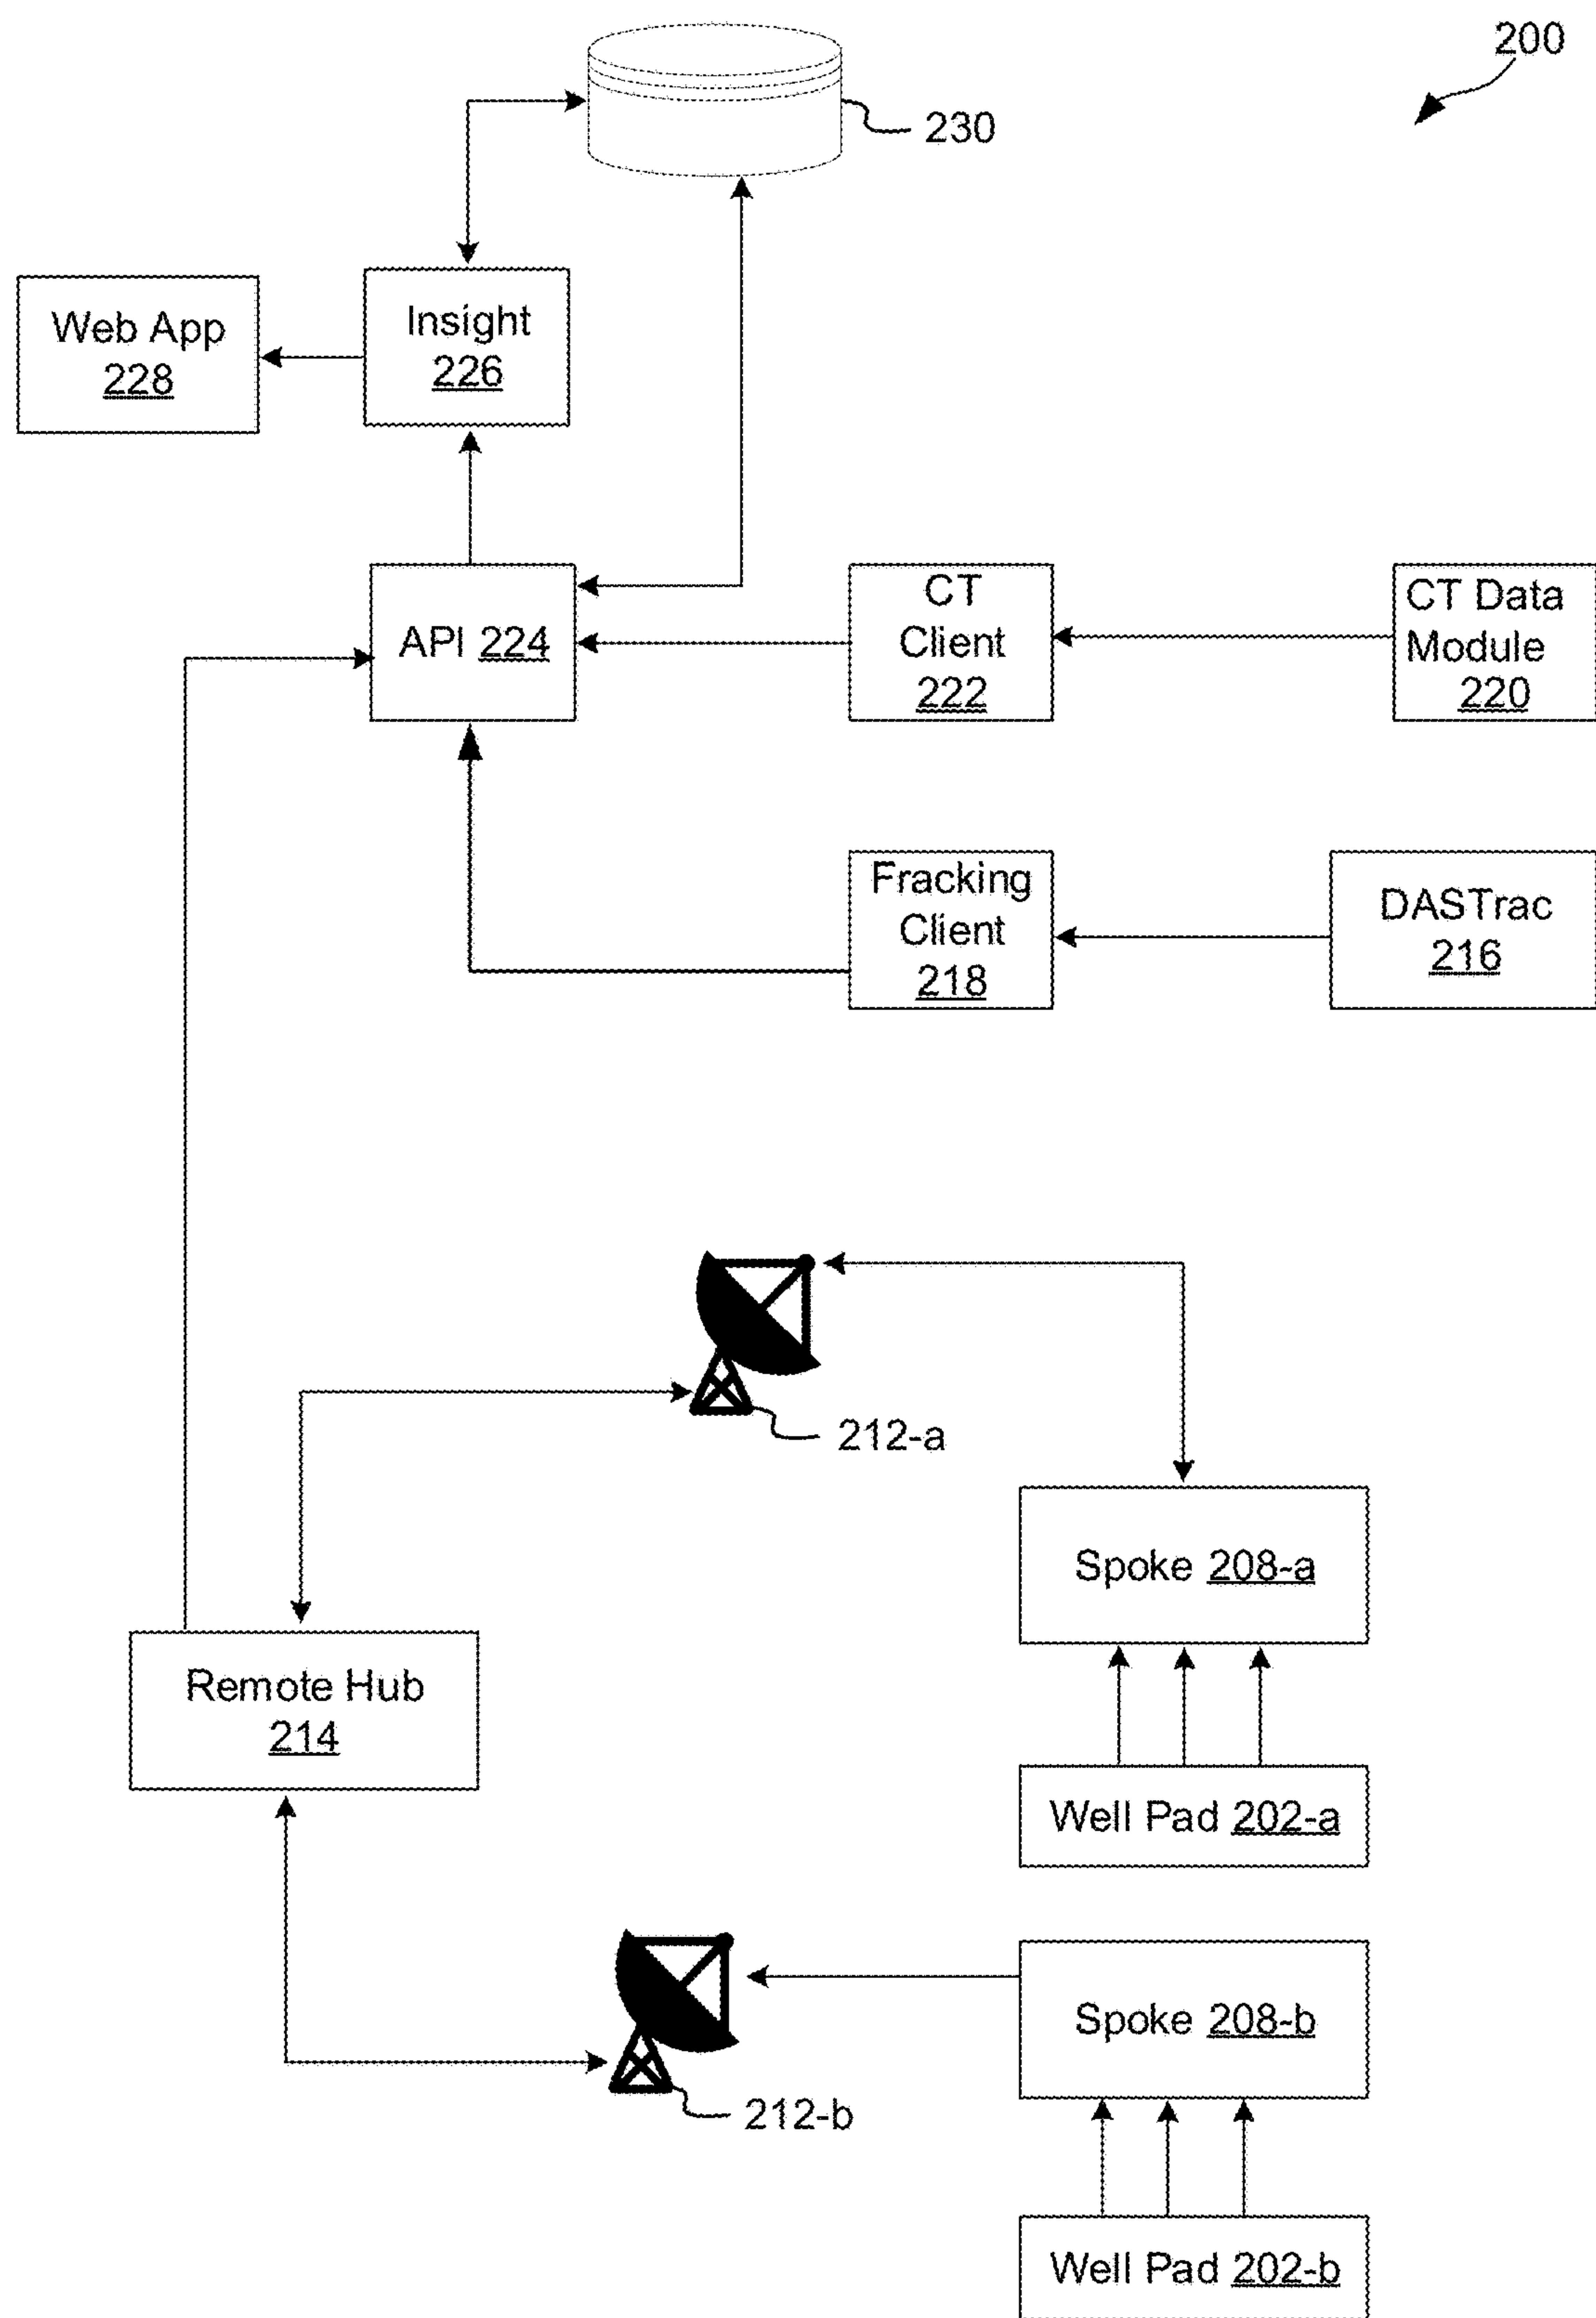 200
230
Web App
228
Insight
226
API 224
CT
Client
222
CT Data
Module
220
Fracking
Client
218
DASTrac
216
212-a
Spoke 208-a
Remote Hub
214
Well Pad 202-a
Spoke 208-b
212-b
Well Pad 202-b